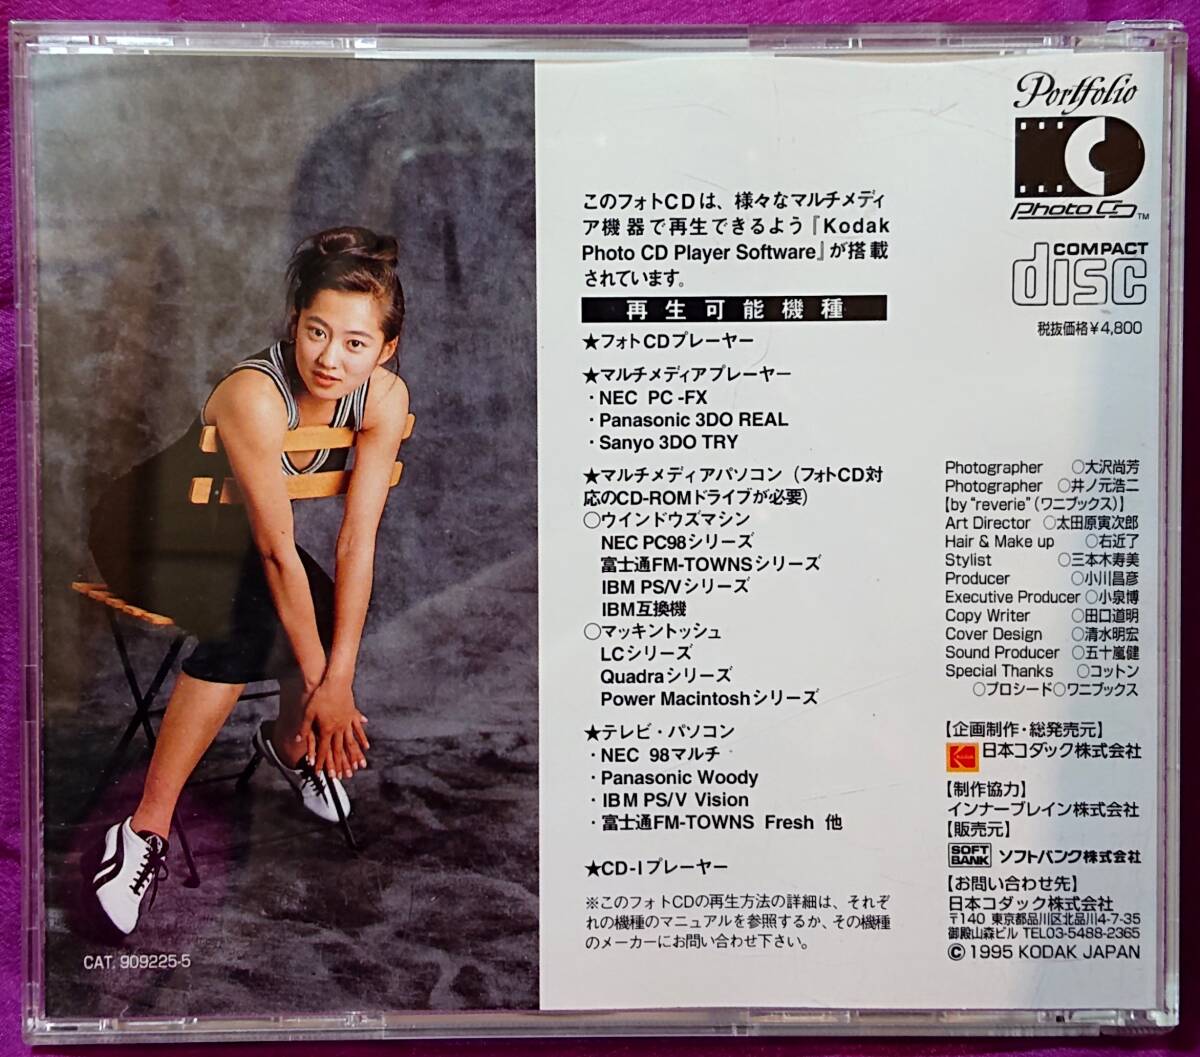 Portfolio
Photo CD™
COMPACT
disc
税抜価格¥4,800
このフォトCDは、様々なマルチメディ
ア機器で再生できるよう『Kodak
Photo CD Player Software』が搭載
されています。
再生可能機種
★フォトCDプレーヤー
★マルチメディアプレーヤー
・NEC PC-FX
・Panasonic 3DO REAL
・Sanyo 3DO TRY
★マルチメディアパソコン（フォトCD対
応のCD-ROMドライブが必要）
○ウインドウズマシン
NEC PC98シリーズ
富士通FM-TOWNSシリーズ
IBM PS/Vシリーズ
IBM互換機
○マッキントッシュ
LCシリーズ
Quadraシリーズ
Power Macintoshシリーズ
★テレビ・パソコン
・NEC 98マルチ
・Panasonic Woody
・IBM PS/V Vision
・富士通FM-TOWNS Fresh 他
★CD-Iプレーヤー
※このフォトCDの再生方法の詳細は、それぞ
れの機種のマニュアルを参照するか、その機種
のメーカーにお問い合わせ下さい。
Photographer ○大沢尚芳
Photographer ○井ノ元浩二
【by “reverie”（ワニブックス）】
Art Director ○太田原寅次郎
Hair & Make up ○右近了
Stylist ○三本木寿美
Producer ○小川昌彦
Executive Producer ○小泉博
Copy Writer ○田口道明
Cover Design ○清水明宏
Sound Producer ○五十嵐健
Special Thanks ○コットン
○プロシード○ワニブックス
【企画制作・総発売元】
Kodak 日本コダック株式会社
【制作協力】
インナーブレイン株式会社
【販売元】
SOFT BANK ソフトバンク株式会社
【お問い合わせ先】
日本コダック株式会社
〒140 東京都品川区北品川4-7-35
御殿山森ビル TEL03-5488-2365
©1995 KODAK JAPAN
CAT. 909225-5